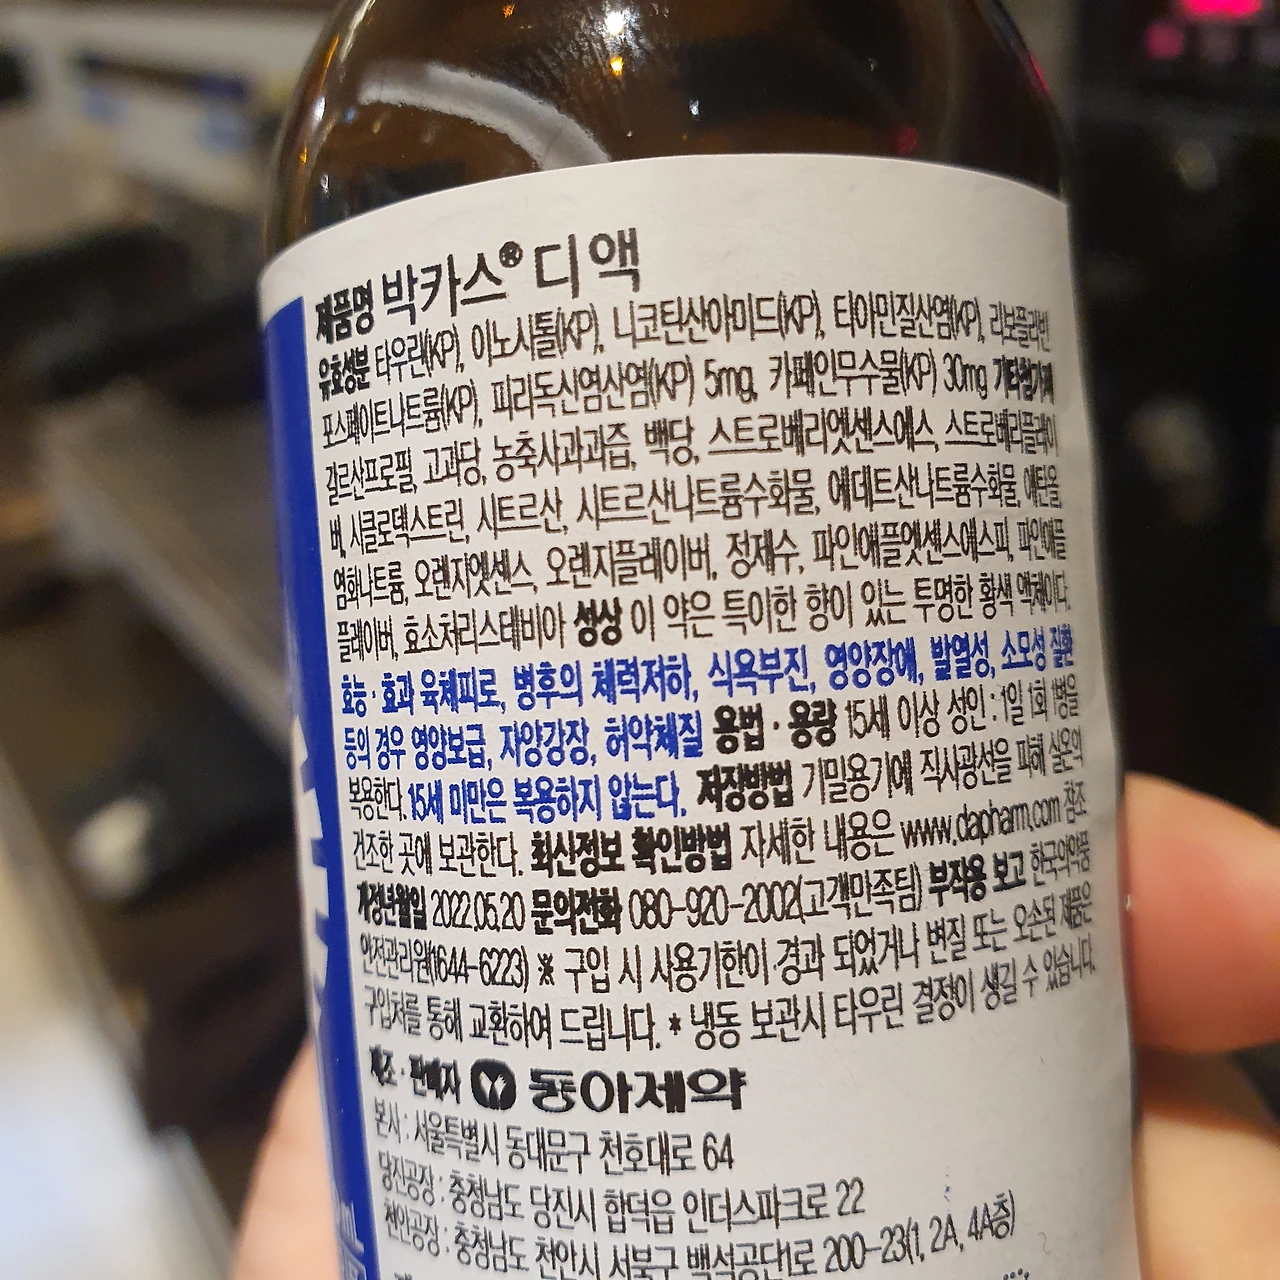 제품명 박카스® 디 액
유효성분 타우린(KP), 이노시톨(KP), 니코틴산아미드(KP), 티아민질산염(KP), 리보플라빈
포스페이트나트륨(KP), 피리독신염산염(KP) 5mg, 카페인무수물(KP) 30mg 기타첨가제
갈르산프로필, 고과당, 농축사과과즙, 백당, 스트로베리엣센스에스, 스트로베리플레이
버, 시클로덱스트린, 시트르산, 시트르산나트륨수화물, 에데트산나트륨수화물, 에탄올,
염화나트륨, 오렌지엣센스, 오렌지플레이버, 정제수, 파인애플엣센스에스피, 파인애플
플레이버, 효소처리스테비아 성상 이 약은 특이한 향이 있는 투명한 황색 액제이다.
효능·효과 육체피로, 병후의 체력저하, 식욕부진, 영양장애, 발열성, 소모성 질환
등의 경우 영양보급, 자양강장, 허약체질 용법·용량 15세 이상 성인 : 1일 1회 1병을
복용한다. 15세 미만은 복용하지 않는다. 저장방법 기밀용기에 직사광선을 피해 실온의
건조한 곳에 보관한다. 최신정보 확인방법 자세한 내용은 www.dapharm.com 참조
개정년월일 2022.05.20 문의전화 080-920-2002(고객만족팀) 부작용 보고 한국의약품
안전관리원(1644-6223) ※ 구입 시 사용기한이 경과 되었거나 변질 또는 오손된 제품은
구입처를 통해 교환하여 드립니다. * 냉동 보관시 타우린 결정이 생길 수 있습니다.
제조·판매자 동아제약
본사 : 서울특별시 동대문구 천호대로 64
당진공장 : 충청남도 당진시 합덕읍 인더스파크로 22
천안공장 : 충청남도 천안시 서북구 백석공단1로 200-23(1, 2A, 4A층)